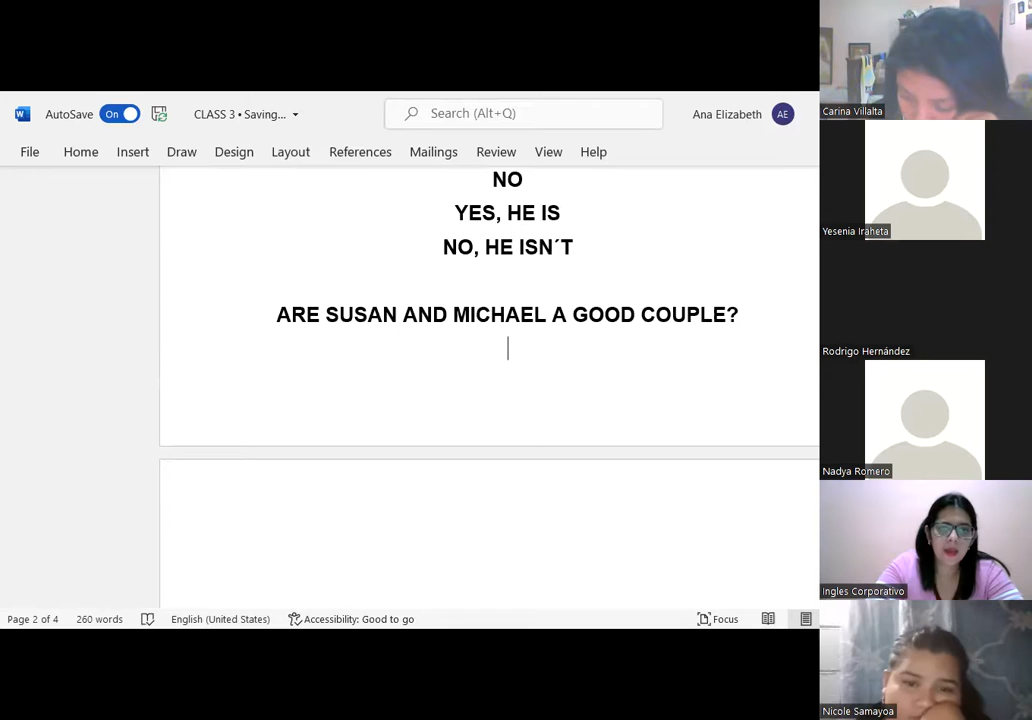 AutoSave On CLASS 3 • Saving... Search (Alt+Q) Ana Elizabeth AE
File Home Insert Draw Design Layout References Mailings Review View Help
NO
YES, HE IS
NO, HE ISN´T
ARE SUSAN AND MICHAEL A GOOD COUPLE?
Page 2 of 4 260 words English (United States) Accessibility: Good to go Focus
Carina Villalta
Yesenia Iraheta
Rodrigo Hernández
Nadya Romero
Ingles Corporativo
Nicole Samayoa